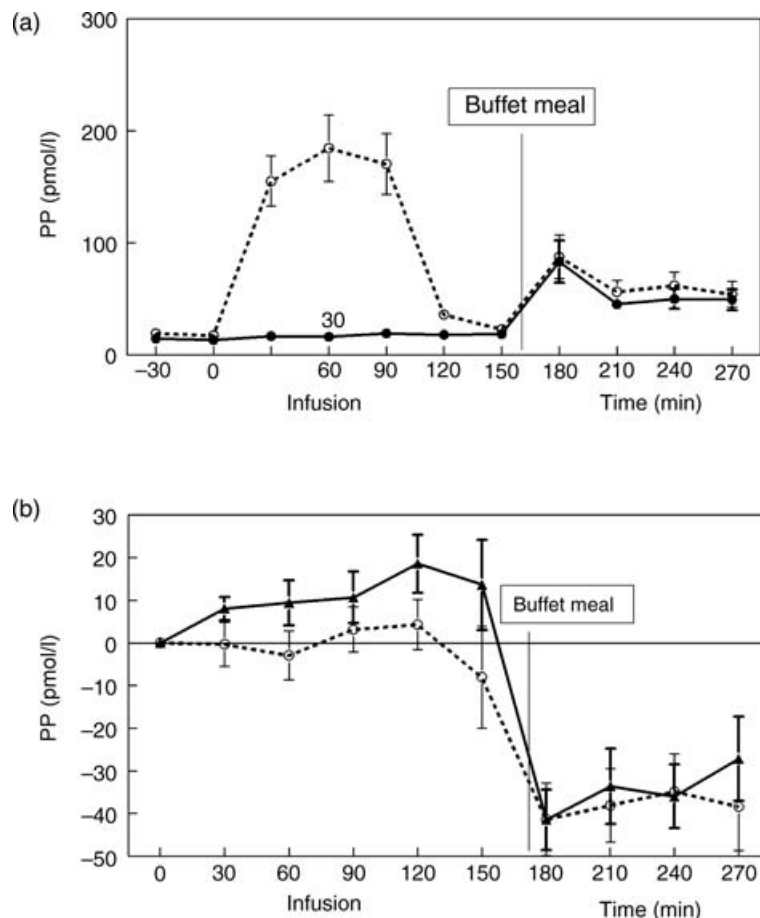 (a)
300
200
100
0
PP (pmol/l)
Buffet meal
30
−30 0 60 90 120 150 180 210 240 270
Infusion Time (min)
(b)
30
20
10
0
−10
−20
−30
−40
−50
PP (pmol/l)
Buffet meal
0 30 60 90 120 150 180 210 240 270
Infusion Time (min)